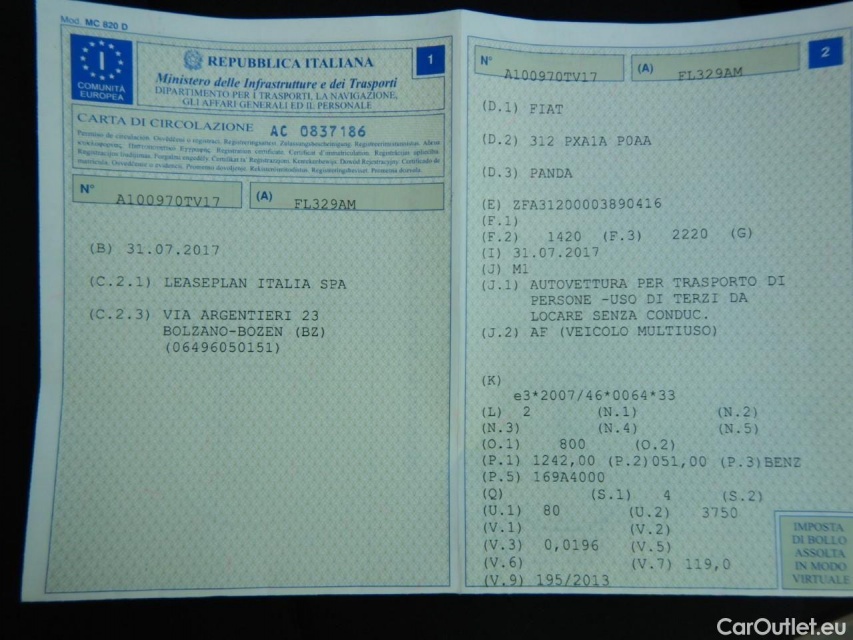 Mod. MC 820 D
I
COMUNITÀ
EUROPEA
REPUBBLICA ITALIANA
1
Ministero delle Infrastrutture e dei Trasporti
DIPARTIMENTO PER I TRASPORTI, LA NAVIGAZIONE,
GLI AFFARI GENERALI ED IL PERSONALE
CARTA DI CIRCOLAZIONE AC 0837186
N° A100970TV17 (A) FL329AM
(B) 31.07.2017
(C.2.1) LEASEPLAN ITALIA SPA
(C.2.3) VIA ARGENTIERI 23
BOLZANO-BOZEN (BZ)
(06496050151)
2
N° A100970TV17 (A) FL329AM
(D.1) FIAT
(D.2) 312 PXA1A P0AA
(D.3) PANDA
(E) ZFA31200003890416
(F.1)
(F.2) 1420 (F.3) 2220 (G)
(I) 31.07.2017
(J) M1
(J.1) AUTOVETTURA PER TRASPORTO DI
PERSONE -USO DI TERZI DA
LOCARE SENZA CONDUC.
(J.2) AF (VEICOLO MULTIUSO)
(K)
e3*2007/46*0064*33
(L) 2 (N.1) (N.2)
(N.3) (N.4) (N.5)
(O.1) 800 (O.2)
(P.1) 1242,00 (P.2)051,00 (P.3)BENZ
(P.5) 169A4000
(Q) (S.1) 4 (S.2)
(U.1) 80 (U.2) 3750
(V.1) (V.2)
(V.3) 0,0196 (V.5)
(V.6) (V.7) 119,0
(V.9) 195/2013
IMPOSTA
DI BOLLO
ASSOLTA
IN MODO
VIRTUALE
CarOutlet.eu